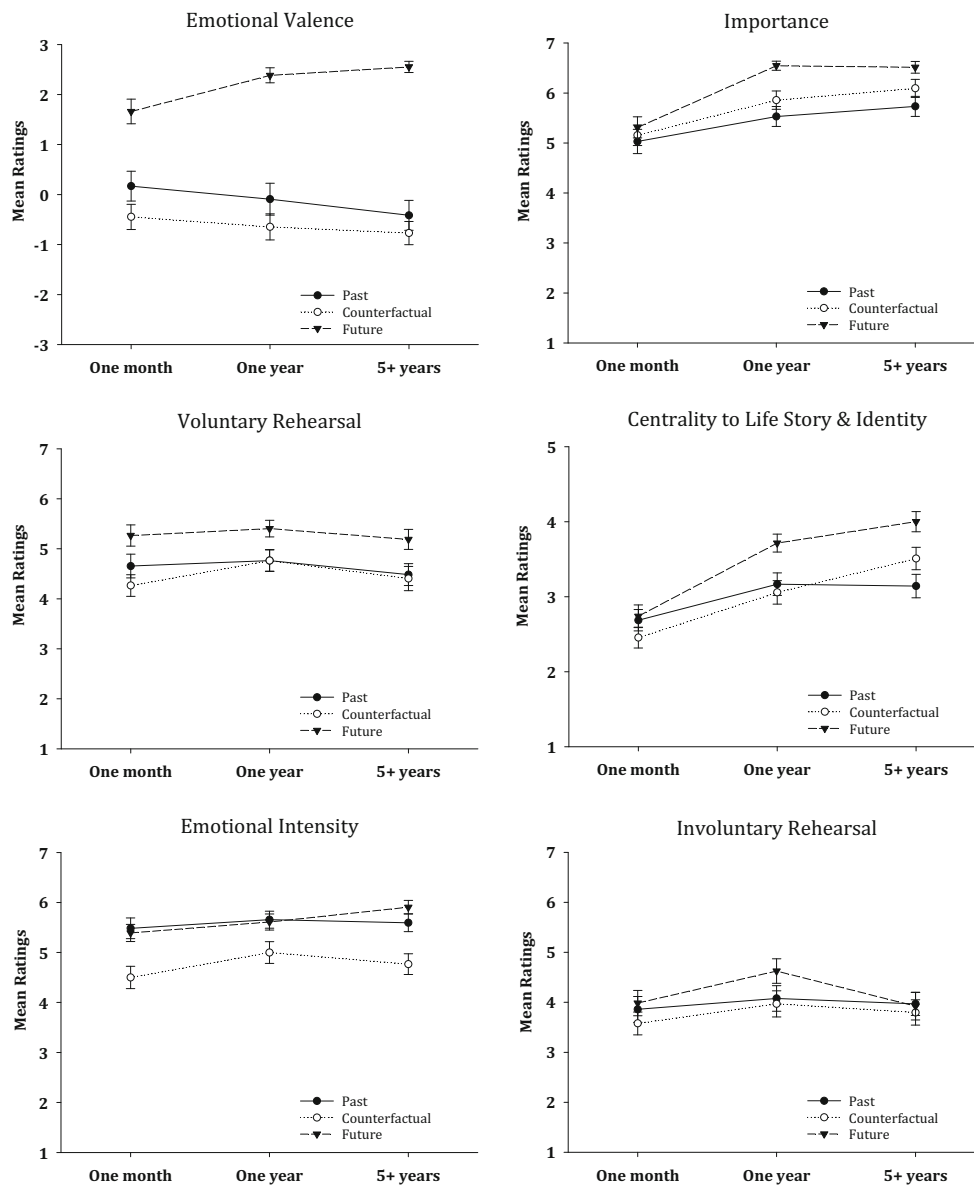 Emotional Valence
3
2
1
0
-1
-2
-3
Mean Ratings
Past
Counterfactual
Future
One month One year 5+ years
Importance
7
6
5
4
3
2
1
Mean Ratings
Past
Counterfactual
Future
One month One year 5+ years
Voluntary Rehearsal
7
6
5
4
3
2
1
Mean Ratings
Past
Counterfactual
Future
One month One year 5+ years
Centrality to Life Story & Identity
5
4
3
2
1
Mean Ratings
Past
Counterfactual
Future
One month One year 5+ years
Emotional Intensity
7
6
5
4
3
2
1
Mean Ratings
Past
Counterfactual
Future
One month One year 5+ years
Involuntary Rehearsal
7
6
5
4
3
2
1
Mean Ratings
Past
Counterfactual
Future
One month One year 5+ years